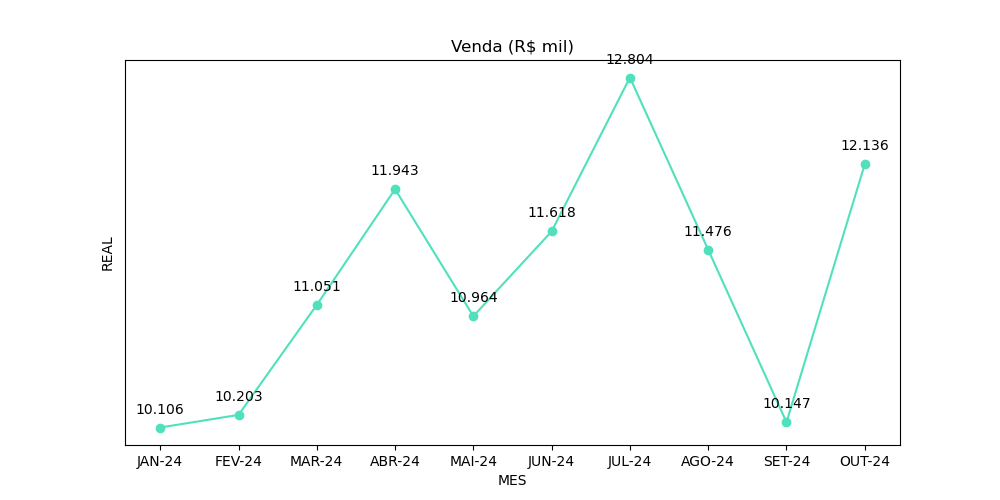 Venda (R$ mil)
12.804
12.136
11.943
11.618
11.476
11.051
10.964
10.203
10.147
10.106
REAL
JAN-24 FEV-24 MAR-24 ABR-24 MAI-24 JUN-24 JUL-24 AGO-24 SET-24 OUT-24
MES